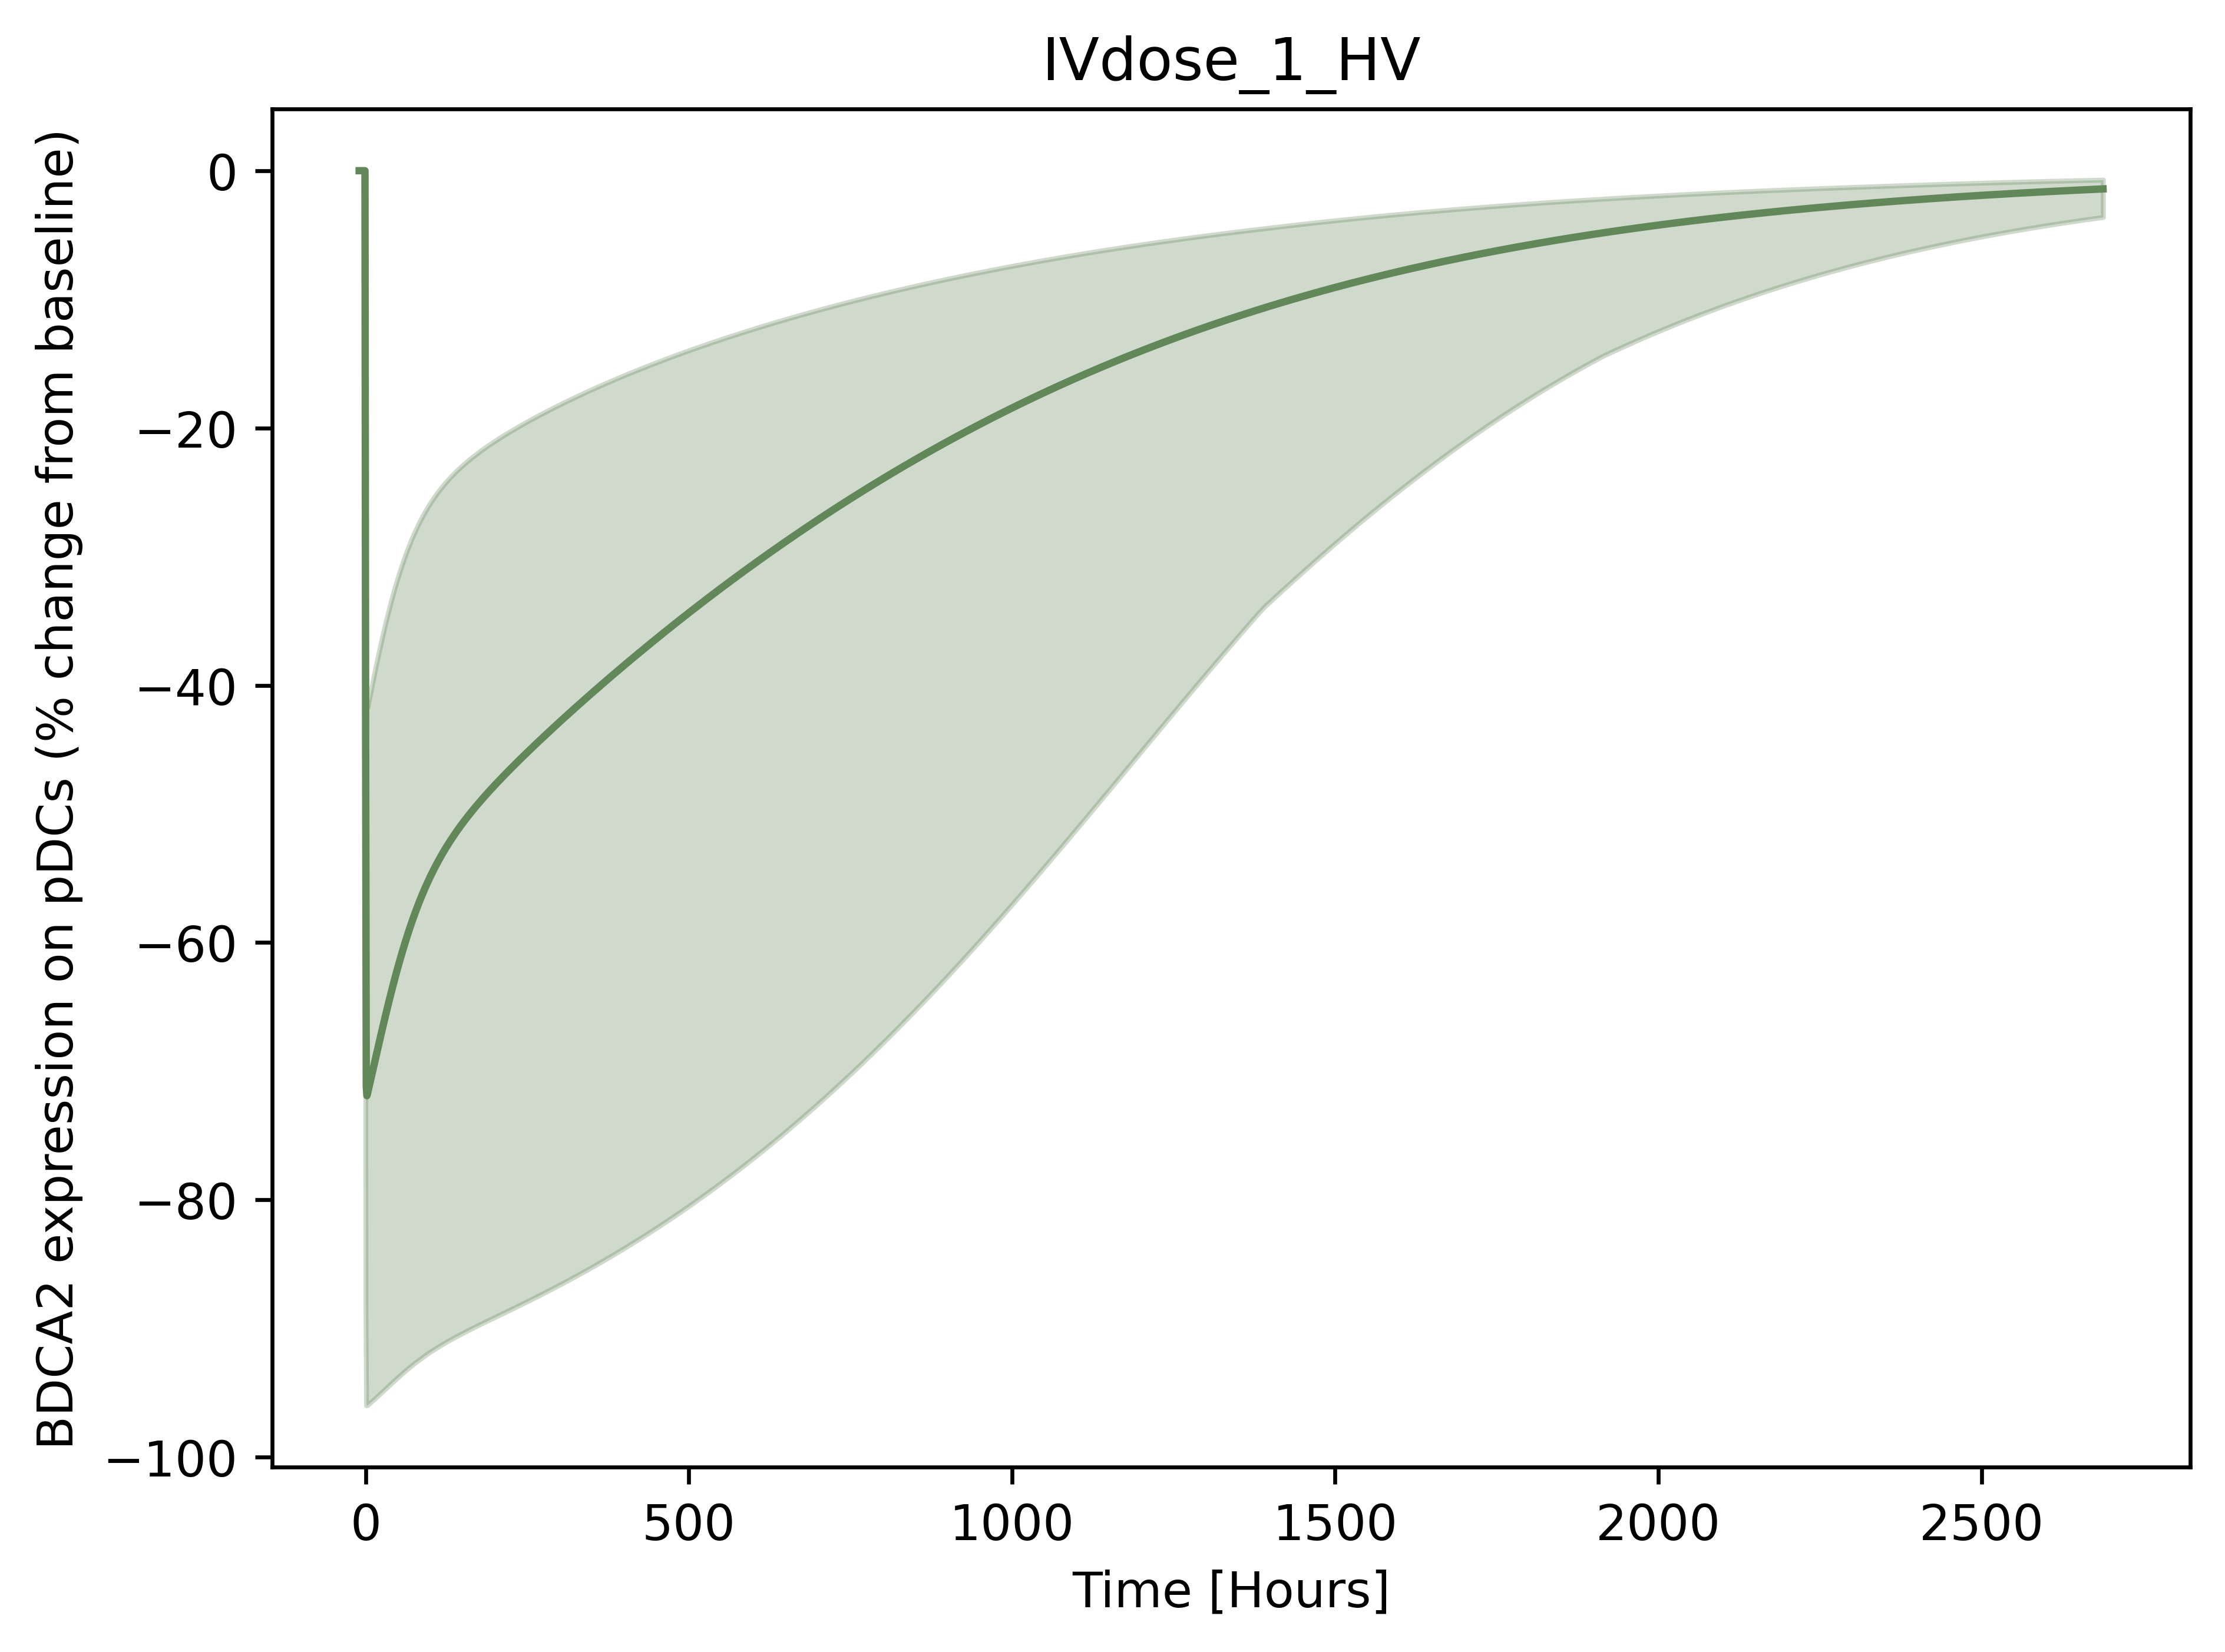 IVdose_1_HV
BDCA2 expression on pDCs (% change from baseline)
0
−20
−40
−60
−80
−100
0 500 1000 1500 2000 2500
Time [Hours]